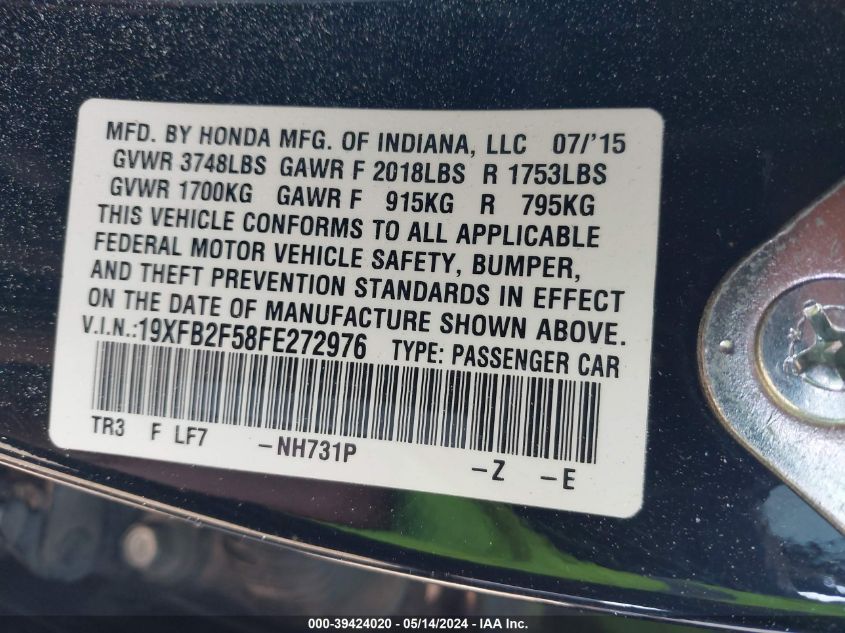 MFD. BY HONDA MFG. OF INDIANA, LLC 07/'15
GVWR 3748LBS GAWR F 2018LBS R 1753LBS
GVWR 1700KG GAWR F 915KG R 795KG
THIS VEHICLE CONFORMS TO ALL APPLICABLE
FEDERAL MOTOR VEHICLE SAFETY, BUMPER,
AND THEFT PREVENTION STANDARDS IN EFFECT
ON THE DATE OF MANUFACTURE SHOWN ABOVE.
V.I.N.:19XFB2F58FE272976 TYPE: PASSENGER CAR
TR3 F LF7 -NH731P -Z -E
000-39424020 / 05/14/2024 - IAA Inc.